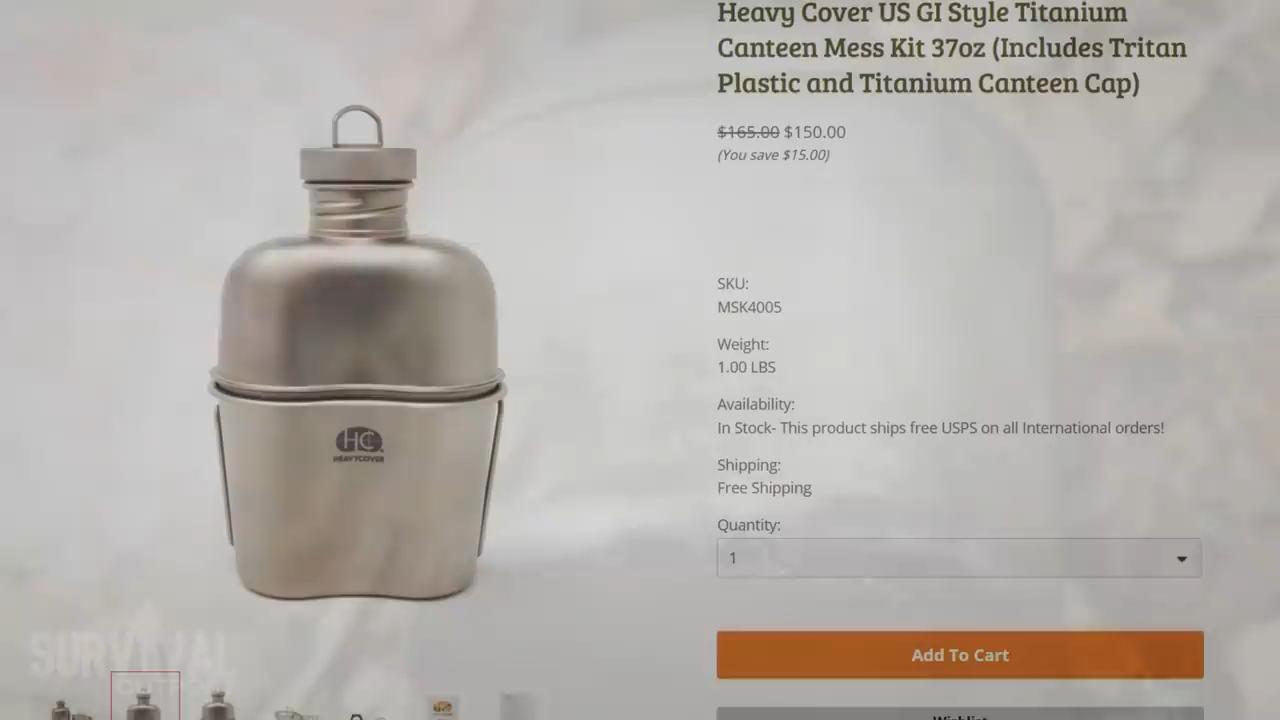 Heavy Cover US GI Style Titanium
Canteen Mess Kit 37oz (Includes Tritan
Plastic and Titanium Canteen Cap)
$165.00 $150.00
(You save $15.00)
SKU:
MSK4005
Weight:
1.00 LBS
Availability:
In Stock- This product ships free USPS on all International orders!
Shipping:
Free Shipping
Quantity:
1
Add To Cart
Wishlist
HC
HEAVYCOVER
SURVIVAL